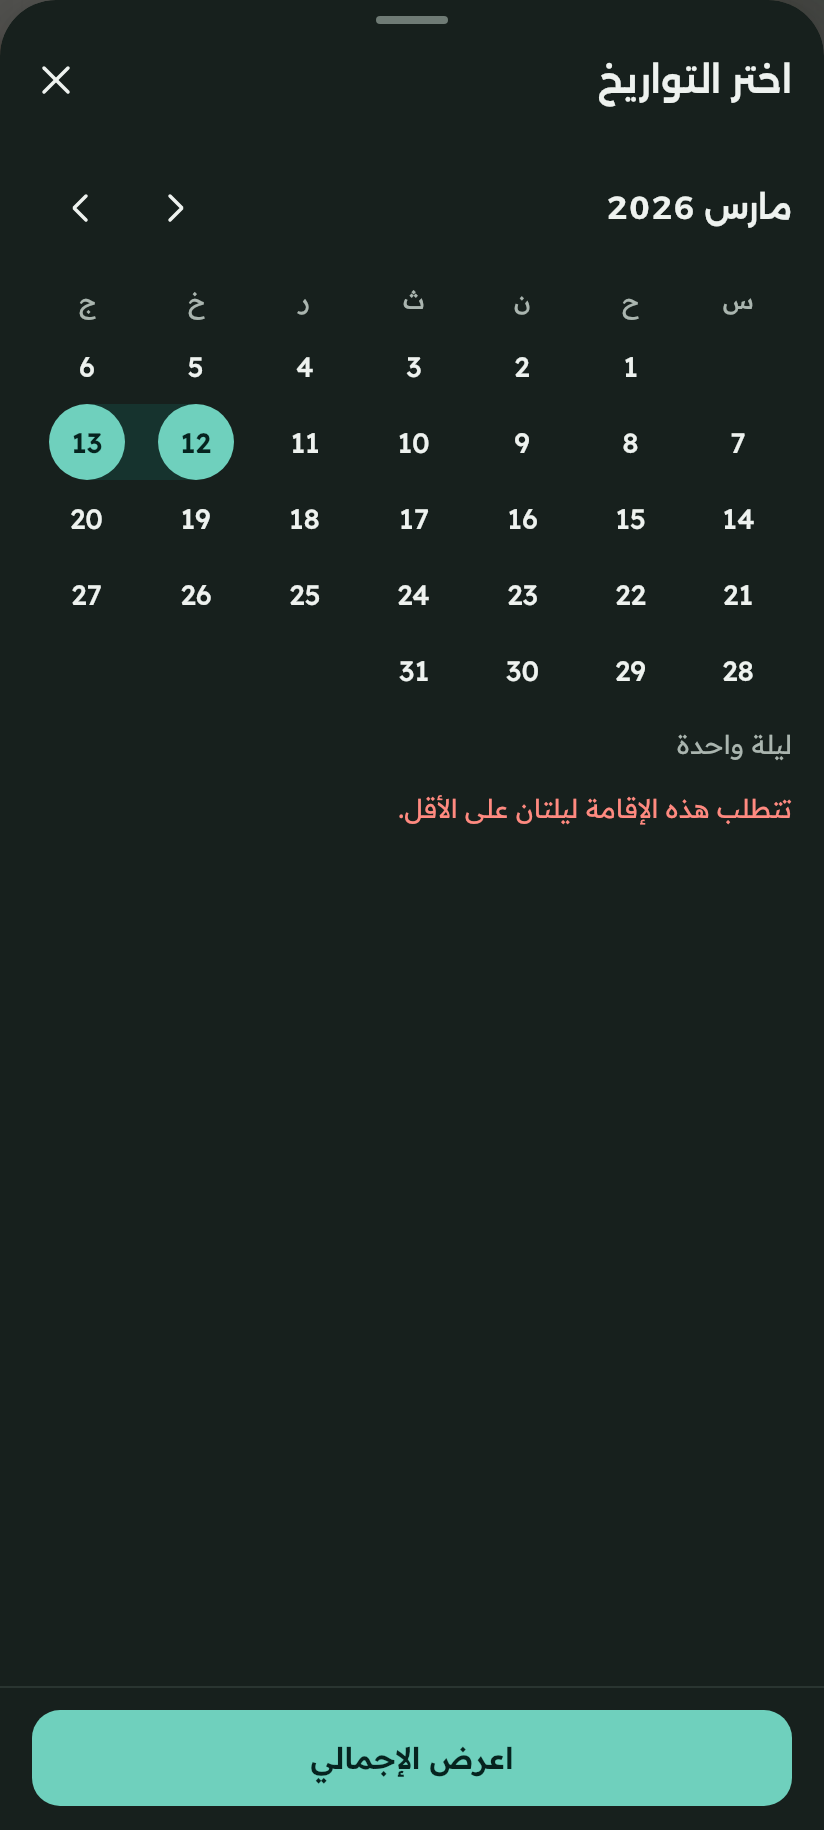 اختر التواريخ
مارس 2026
س ح ن ث ر خ ج
1 2 3 4 5 6
7 8 9 10 11 12 13
14 15 16 17 18 19 20
21 22 23 24 25 26 27
28 29 30 31
ليلة واحدة
تتطلب هذه الإقامة ليلتان على الأقل.
اعرض الإجمالي